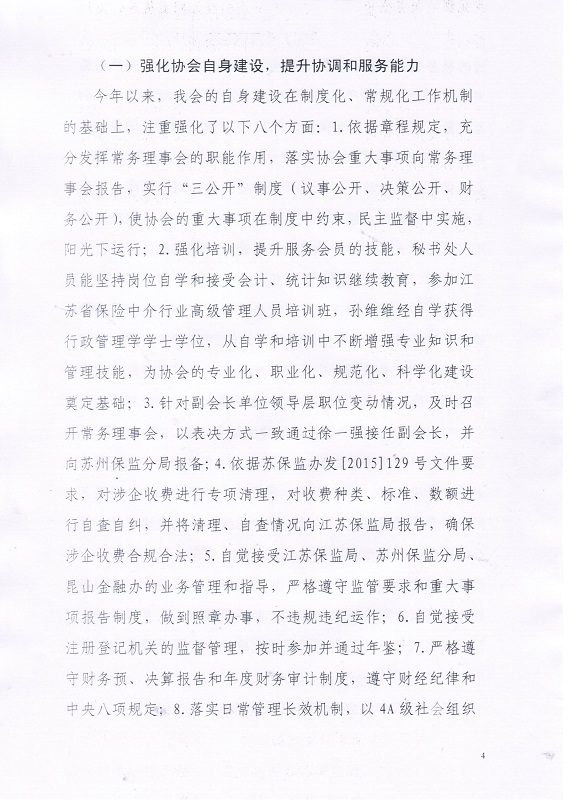 （一）强化协会自身建设，提升协调和服务能力
今年以来，我会的自身建设在制度化、常规化工作机制
的基础上，注重强化了以下八个方面：1.依据章程规定，充
分发挥常务理事会的职能作用，落实协会重大事项向常务理
事会报告，实行“三公开”制度（议事公开、决策公开、财
务公开），使协会的重大事项在制度中约束，民主监督中实施，
阳光下运行；2.强化培训，提升服务会员的技能，秘书处人
员能坚持岗位自学和接受会计、统计知识继续教育，参加江
苏省保险中介行业高级管理人员培训班，孙维维经自学获得
行政管理学学士学位，从自学和培训中不断增强专业知识和
管理技能，为协会的专业化、职业化、规范化、科学化建设
奠定基础；3.针对副会长单位领导层职位变动情况，及时召
开常务理事会，以表决方式一致通过徐一强接任副会长，并
向苏州保监分局报备；4.依据苏保监办发[2015]129号文件要
求，对涉企收费进行专项清理，对收费种类、标准、数额进
行自查自纠，并将清理、自查情况向江苏保监局报告，确保
涉企收费合规合法；5.自觉接受江苏保监局、苏州保监分局、
昆山金融办的业务管理和指导，严格遵守监管要求和重大事
项报告制度，做到照章办事，不违规违纪运作；6.自觉接受
注册登记机关的监督管理，按时参加并通过年鉴；7.严格遵
守财务预、决算报告和年度财务审计制度，遵守财经纪律和
中央八项规定；8.落实日常管理长效机制，以 4A 级社会组织
4